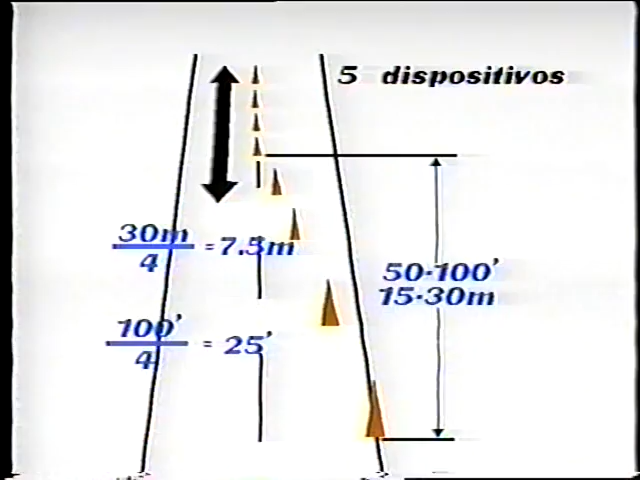 5 dispositivos
30m/4 = 7.5m
50-100'
15-30m
100'/4 = 25'